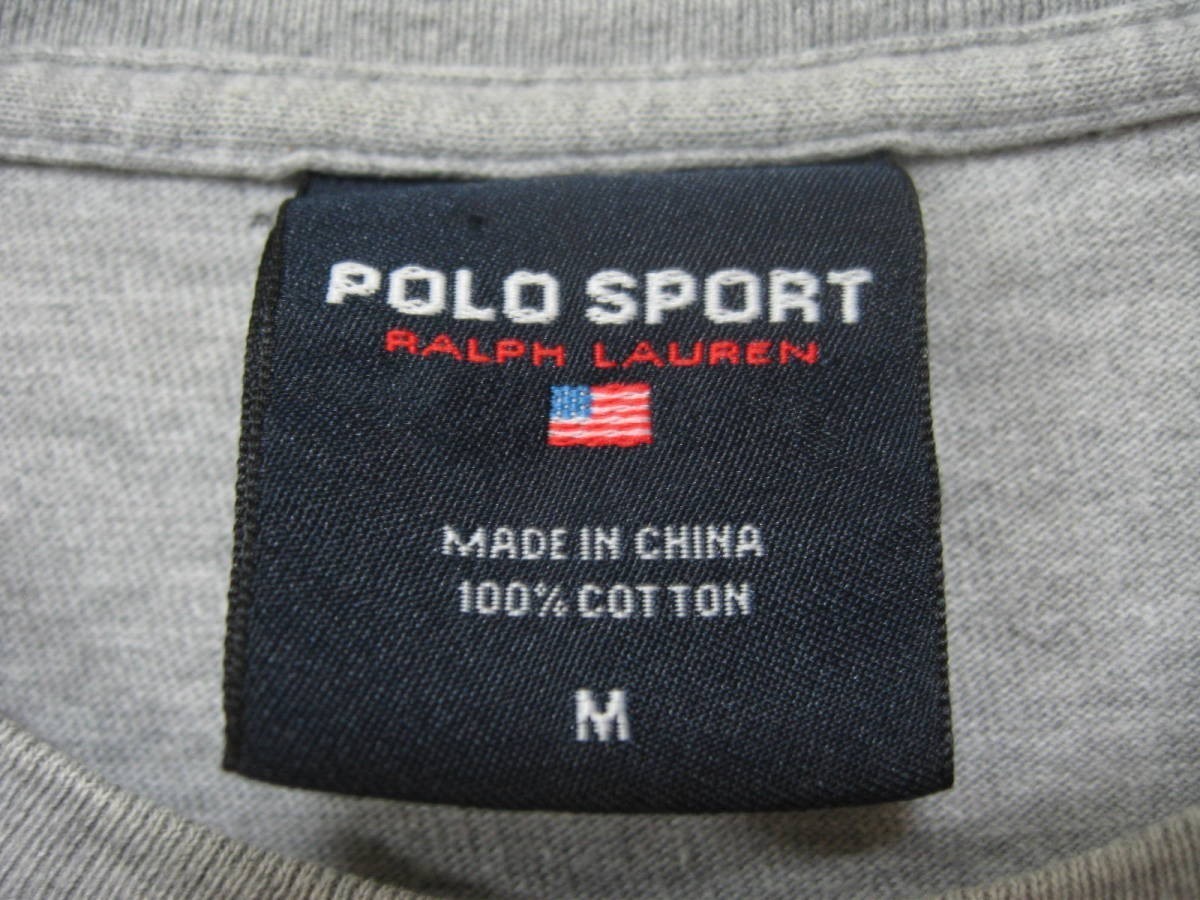 POLO SPORT
RALPH LAUREN
MADE IN CHINA
100% COTTON
M